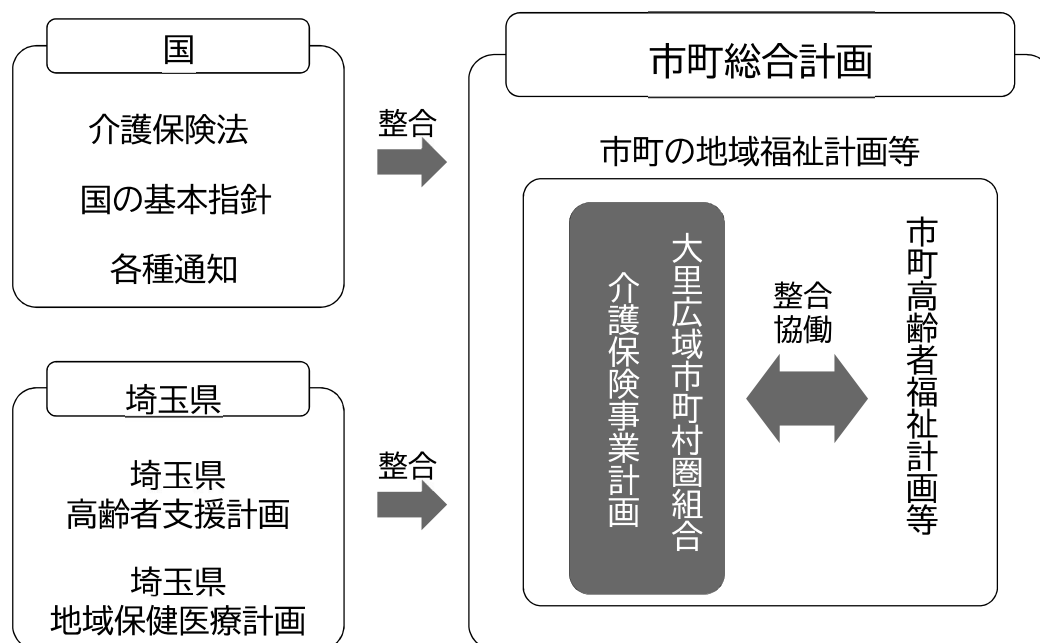 国
介護保険法
国の基本指針
各種通知
整合
埼玉県
埼玉県
高齢者支援計画
埼玉県
地域保健医療計画
整合
市町総合計画
市町の地域福祉計画等
大里広域市町村圏組合
介護保険事業計画
整合
協働
市町高齢者福祉計画等